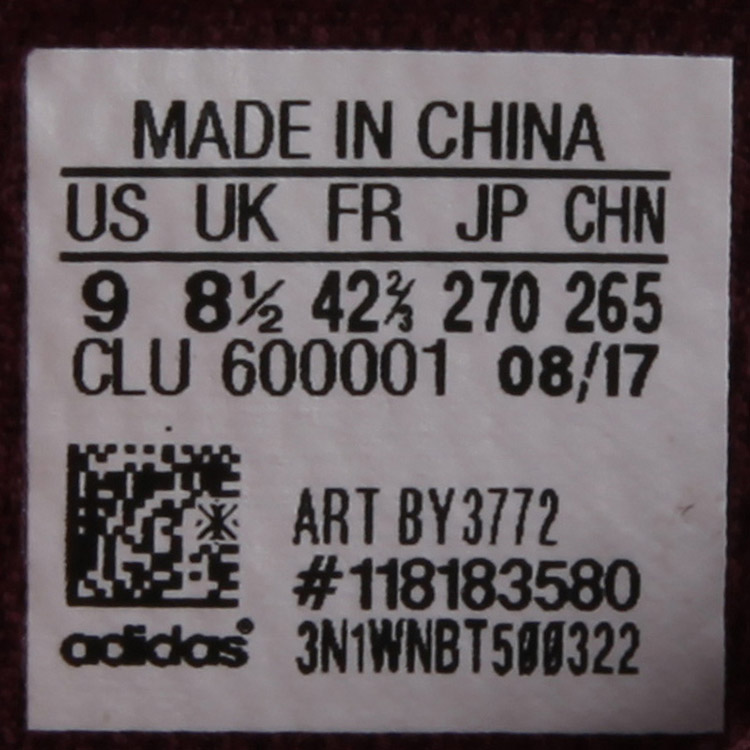 MADE IN CHINA
US UK FR JP CHN
9 8½ 42⅔ 270 265
CLU 600001 08/17
ART BY3772
#118183580
adidas® 3N1WNBT500322